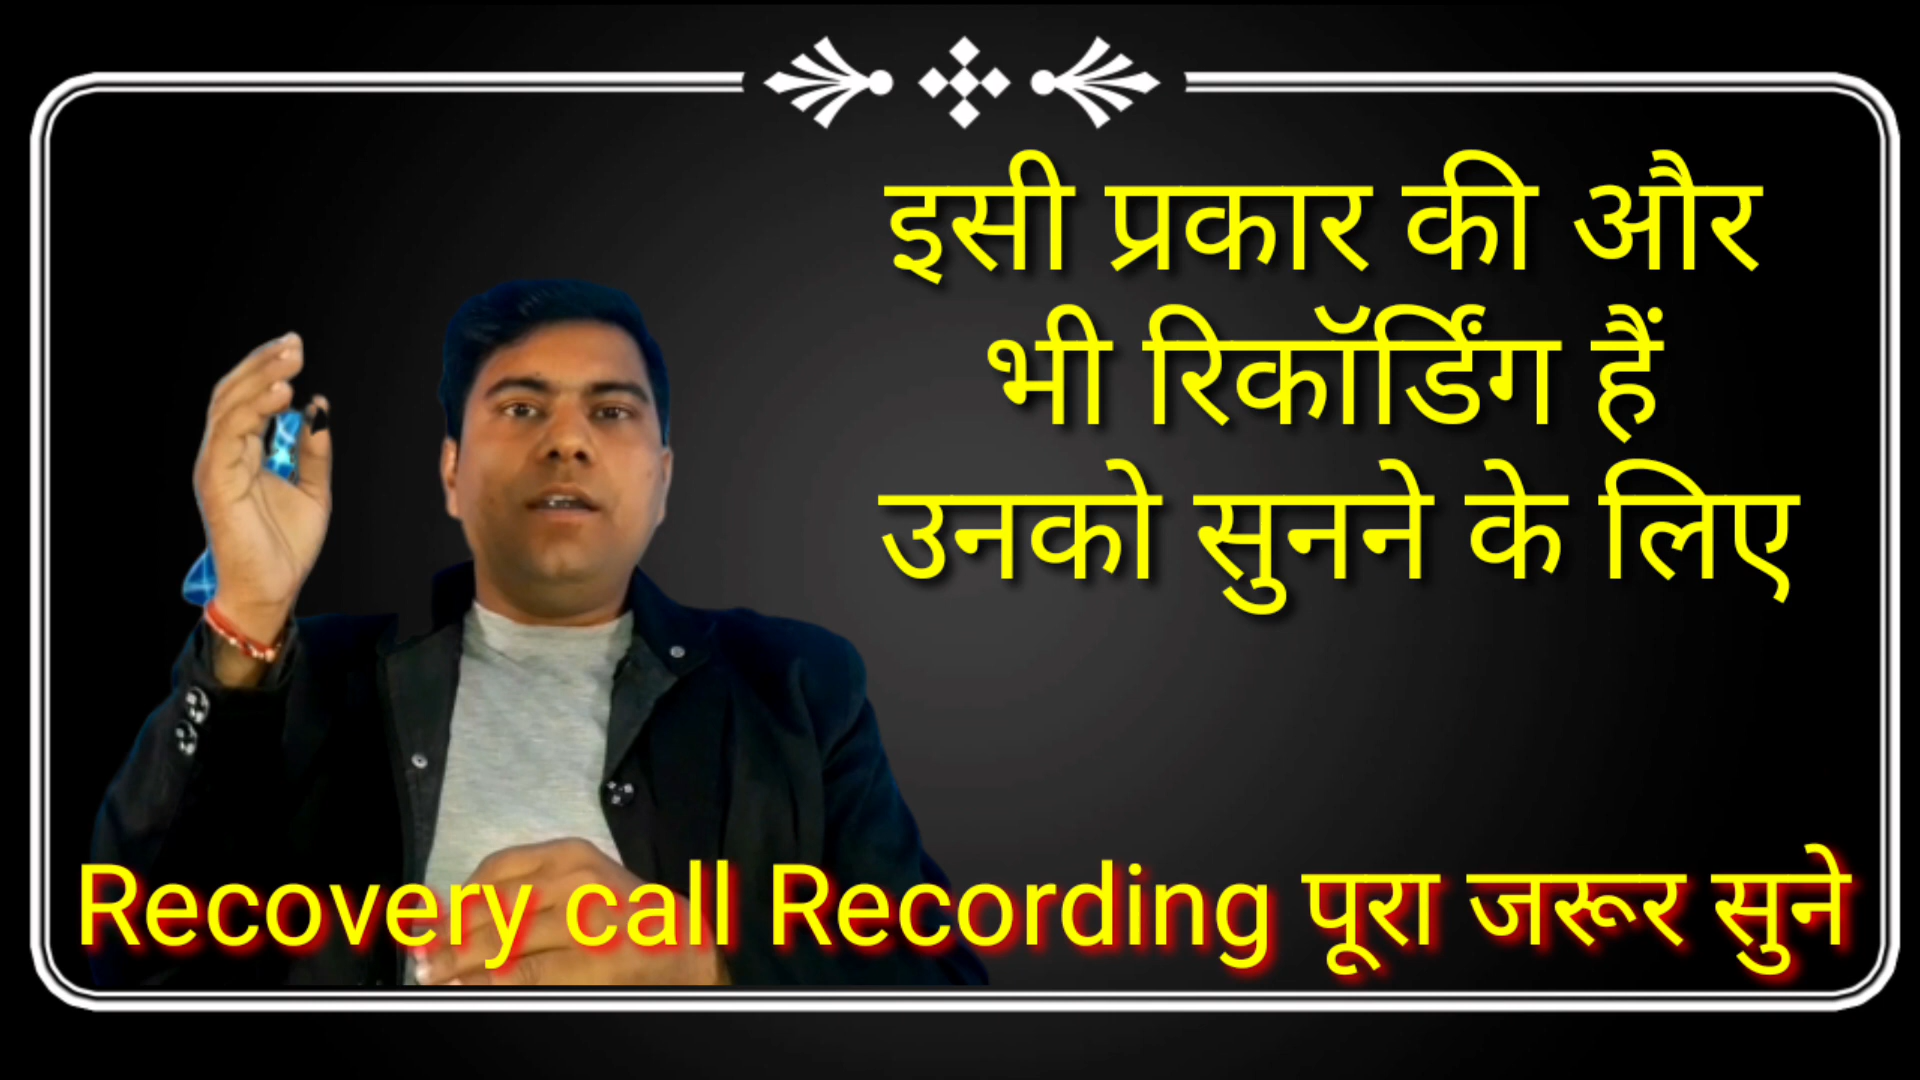 इसी प्रकार की और
भी रिकॉर्डिंग हैं
उनको सुनने के लिए
Recovery call Recording पूरा जरूर सुने